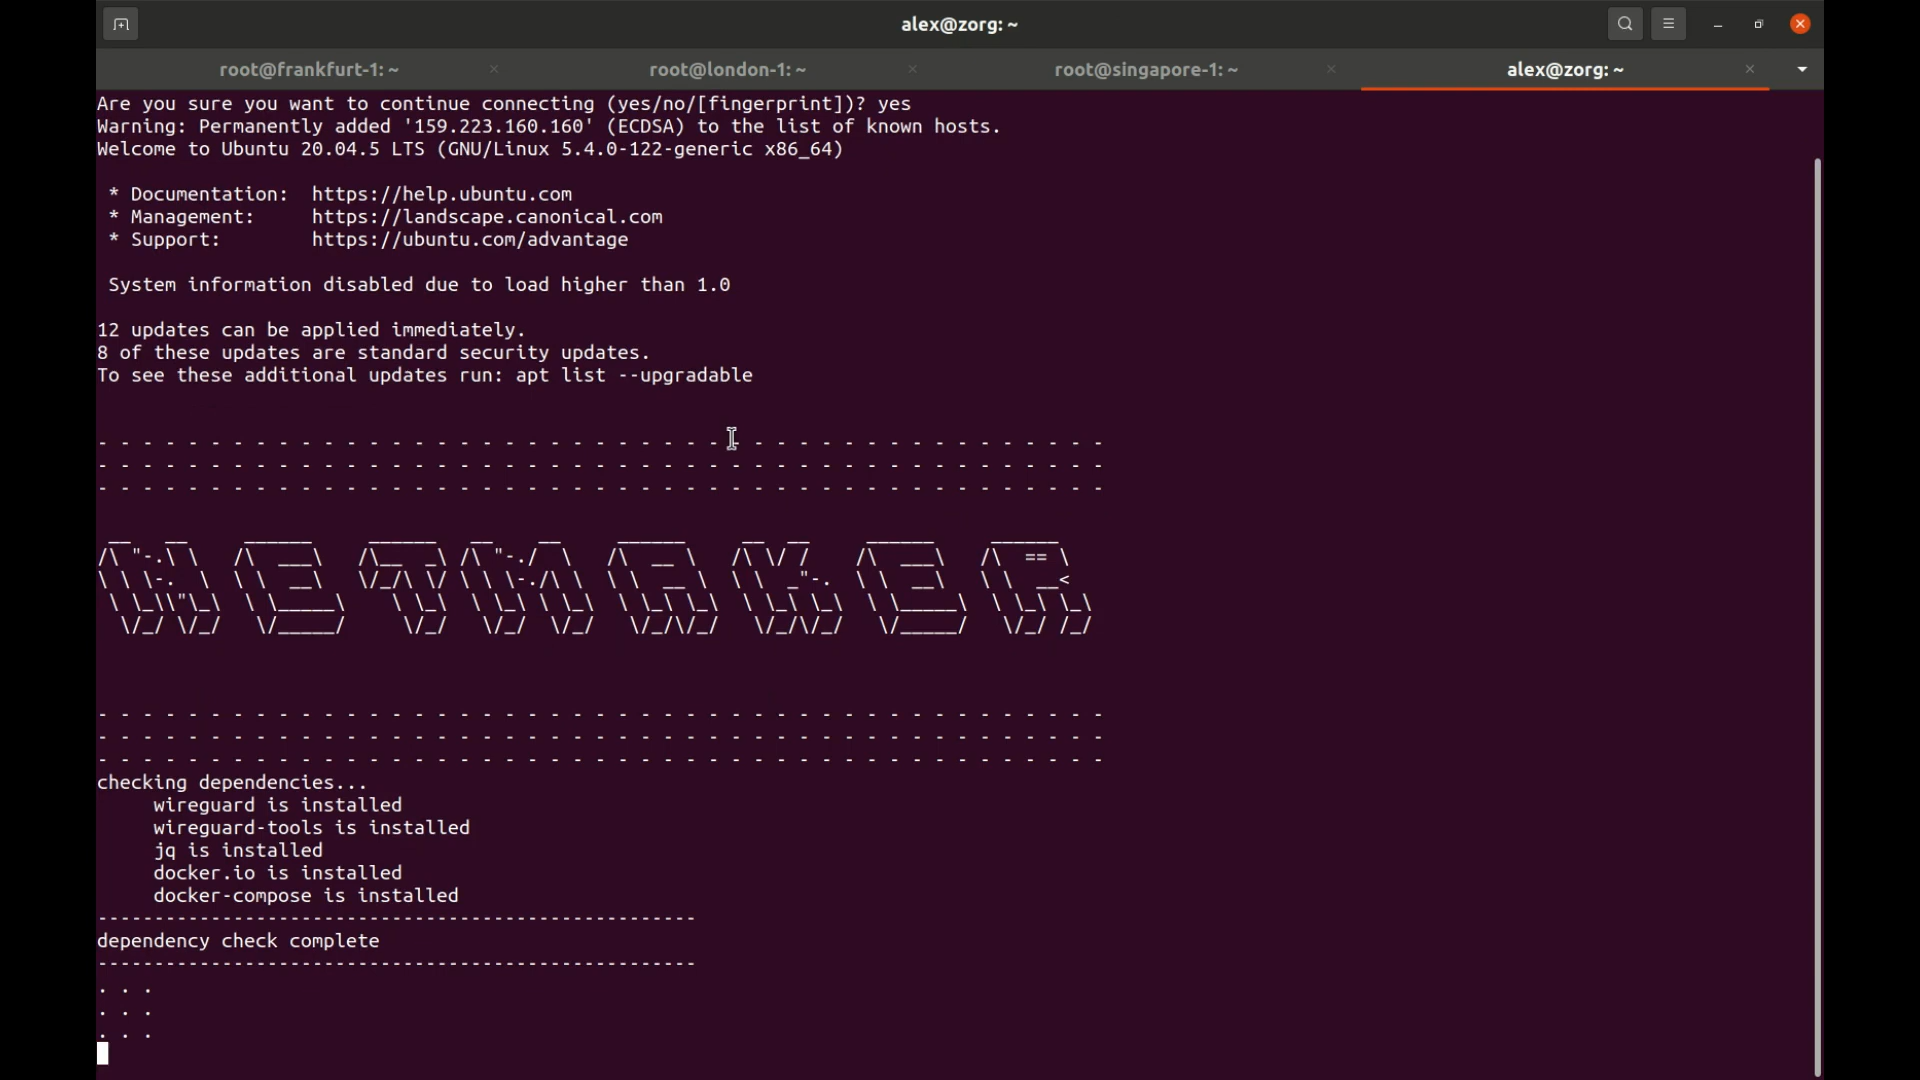 alex@zorg: ~
root@frankfurt-1: ~
root@london-1: ~
root@singapore-1: ~
alex@zorg: ~
Are you sure you want to continue connecting (yes/no/[fingerprint])? yes
Warning: Permanently added '159.223.160.160' (ECDSA) to the list of known hosts.
Welcome to Ubuntu 20.04.5 LTS (GNU/Linux 5.4.0-122-generic x86_64)
* Documentation: https://help.ubuntu.com
* Management: https://landscape.canonical.com
* Support: https://ubuntu.com/advantage
System information disabled due to load higher than 1.0
12 updates can be applied immediately.
8 of these updates are standard security updates.
To see these additional updates run: apt list --upgradable
- - - - - - - - - - - - - - - - - - - - - - - - - - - - - - - - - - - - - - - - - - - - -
- - - - - - - - - - - - - - - - - - - - - - - - - - - - - - - - - - - - - - - - - - - - -
- - - - - - - - - - - - - - - - - - - - - - - - - - - - - - - - - - - - - - - - - - - - -
NETMAKER
- - - - - - - - - - - - - - - - - - - - - - - - - - - - - - - - - - - - - - - - - - - - -
- - - - - - - - - - - - - - - - - - - - - - - - - - - - - - - - - - - - - - - - - - - - -
- - - - - - - - - - - - - - - - - - - - - - - - - - - - - - - - - - - - - - - - - - - - -
checking dependencies...
wireguard is installed
wireguard-tools is installed
jq is installed
docker.io is installed
docker-compose is installed
-----------------------------------------------------
dependency check complete
-----------------------------------------------------
. . .
. . .
. . .